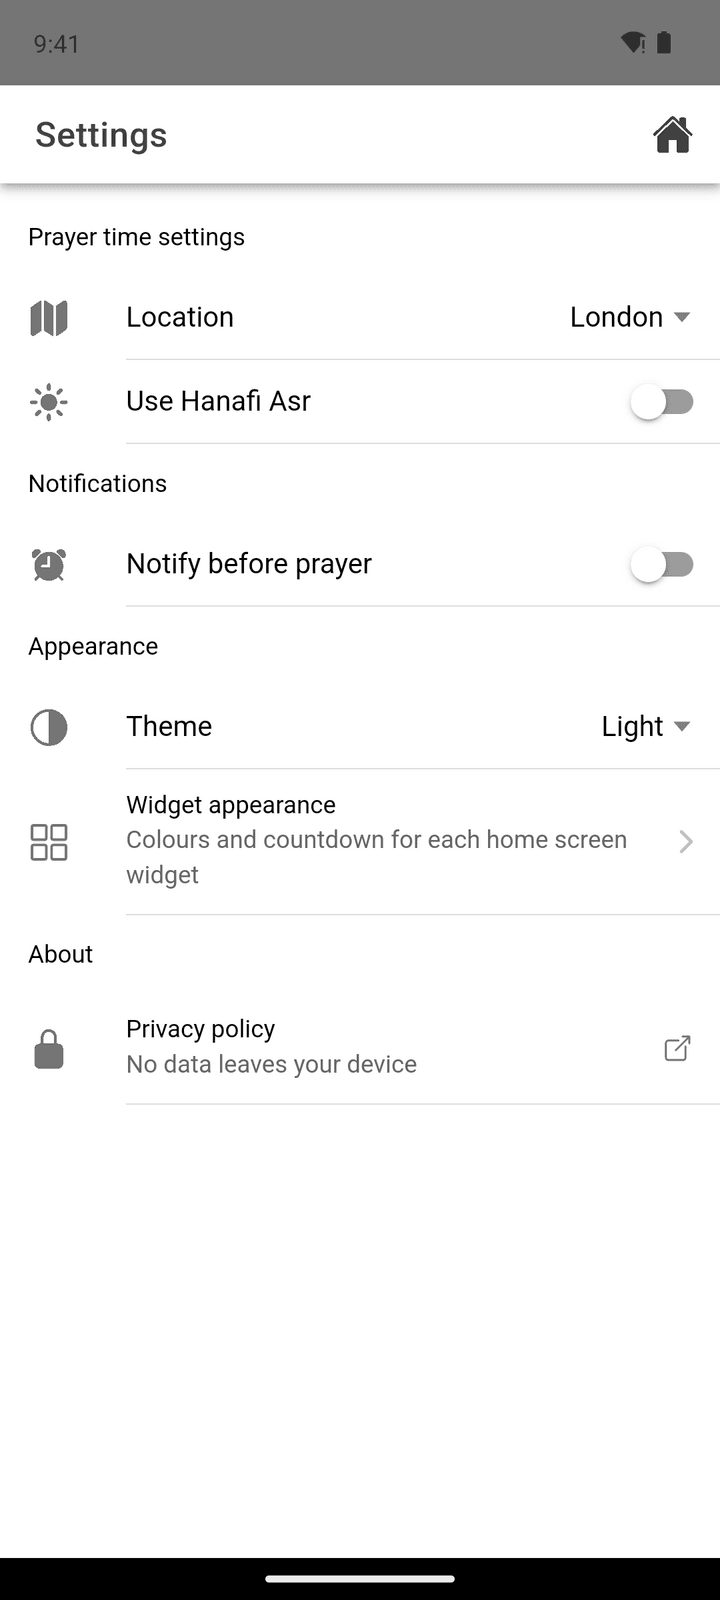 9:41
Settings
Prayer time settings
Location
London
Use Hanafi Asr
Notifications
Notify before prayer
Appearance
Theme
Light
Widget appearance
Colours and countdown for each home screen
widget
About
Privacy policy
No data leaves your device